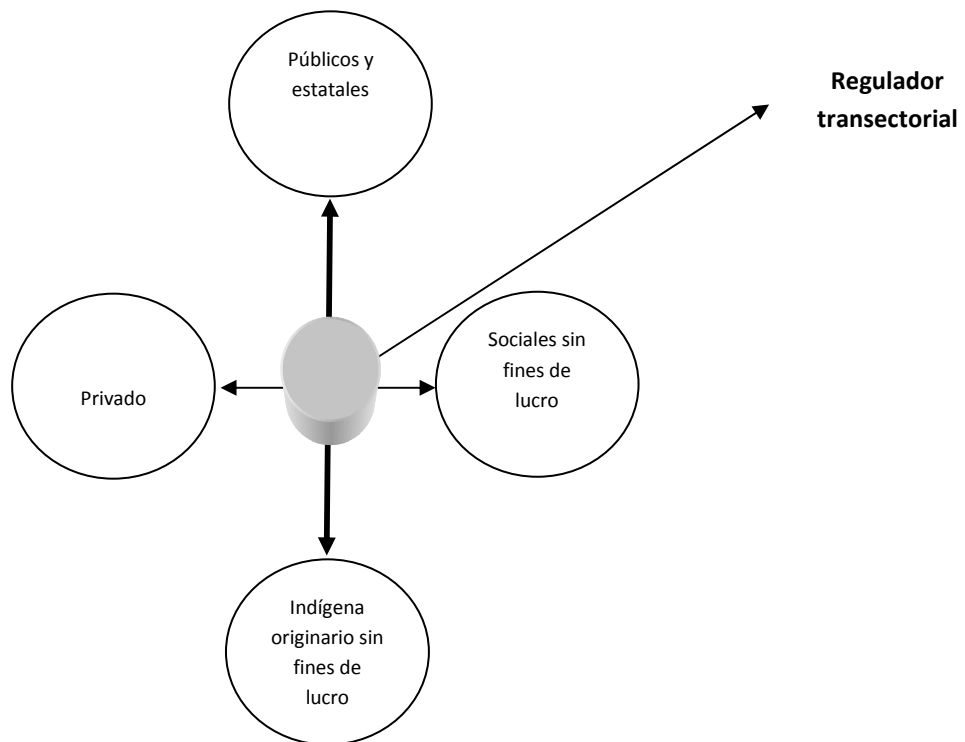 Públicos y
estatales
Regulador
transectorial
Privado
Sociales sin
fines de
lucro
Indígena
originario sin
fines de
lucro